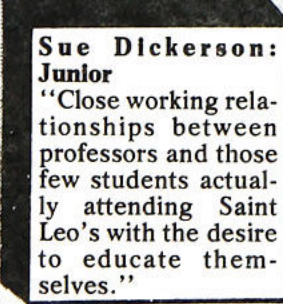 Sue Dickerson:
Junior
"Close working rela-
tionships between
professors and those
few students actual-
ly attending Saint
Leo's with the desire
to educate them-
selves."